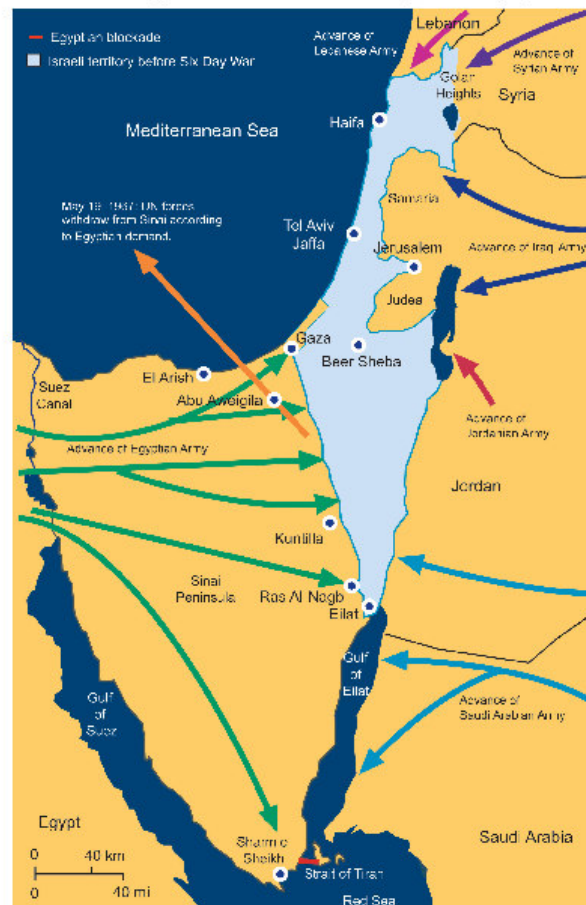 Egyptian blockade
Israeli territory before Six Day War
Lebanon
Advance of
Lebanese Army
Advance of
Syrian Army
Golan
Heights
Syria
Mediterranean Sea
Haifa
May 19, 1967: UN forces
withdraw from Sinai according
to Egyptian demand.
Samaria
Tel Aviv
Jaffa
Jerusalem
Advance of Iraq Army
Judea
Gaza
Beer Sheba
El Arish
Suez
Canal
Abu Aweigila
Advance of
Jordanian Army
Advance of Egyptian Army
Jordan
Kuntilla
Sinai
Peninsula
Ras Al Nagb
Eilat
Gulf
of
Eilat
Gulf
of
Suez
Advance of
Saudi Arabian Army
Egypt
Sharm e
Sheikh
Saudi Arabia
0 40 km
0 40 mi
Strait of Tiran
Red Sea